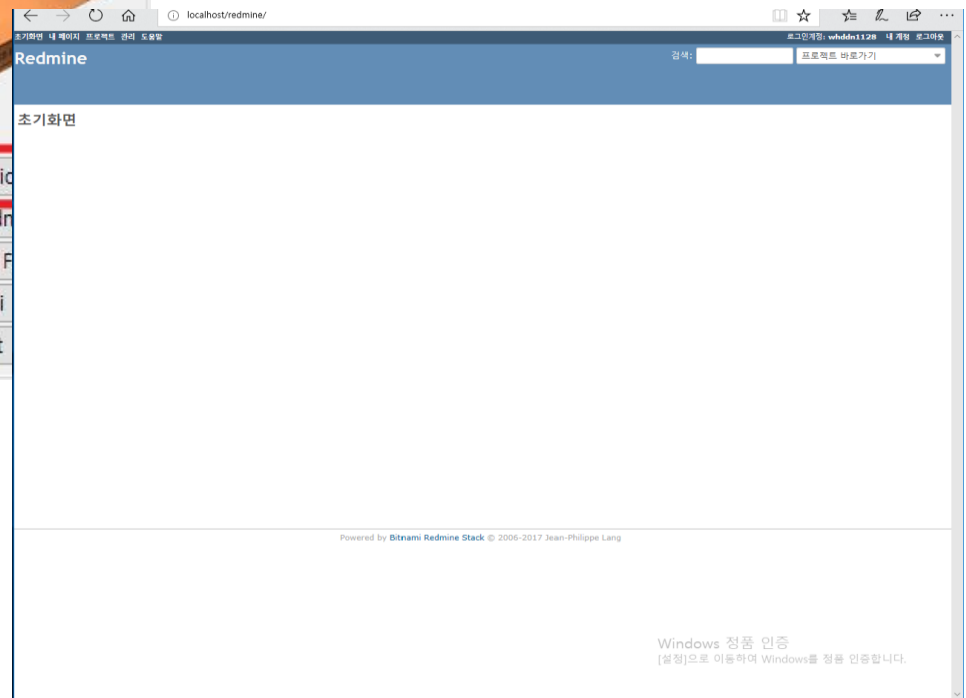 localhost/redmine/
초기화면 내 페이지 프로젝트 관리 도움말
로그인계정: whddn1128 내 계정 로그아웃
Redmine
검색:
프로젝트 바로가기
초기화면
Powered by Bitnami Redmine Stack © 2006-2017 Jean-Philippe Lang
Windows 정품 인증
[설정]으로 이동하여 Windows를 정품 인증합니다.